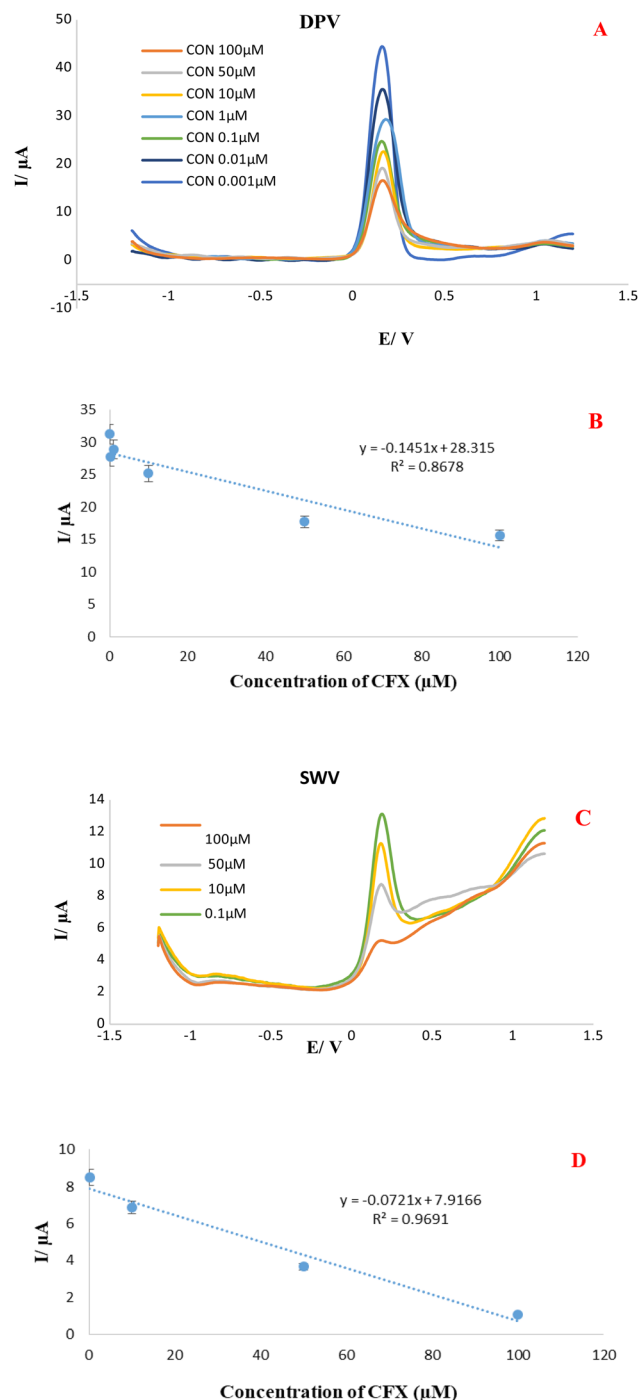 DPV
A
50
40
30
20
10
0
-10
-1.5
-1
-0.5
0
0.5
1
1.5
I/ µA
E/ V
CON 100µM
CON 50µM
CON 10µM
CON 1µM
CON 0.1µM
CON 0.01µM
CON 0.001µM
B
35
30
25
20
15
10
5
0
0
20
40
60
80
100
120
I/ µA
y = -0.1451x + 28.315
R² = 0.8678
Concentration of CFX (µM)
SWV
C
14
12
10
8
6
4
2
0
-1.5
-1
-0.5
0
0.5
1
1.5
I/ µA
E/ V
100µM
50µM
10µM
0.1µM
D
10
8
6
4
2
0
0
20
40
60
80
100
120
I/ µA
y = -0.0721x + 7.9166
R² = 0.9691
Concentration of CFX (µM)